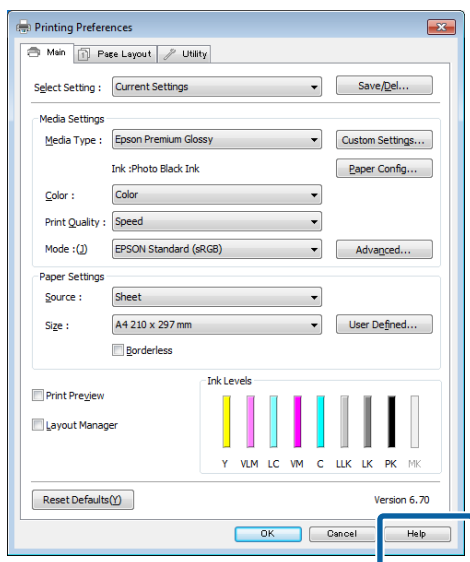 Printing Preferences
Main Page Layout Utility
Select Setting : Current Settings Save/Del...
Media Settings
Media Type : Epson Premium Glossy Custom Settings...
Ink :Photo Black Ink Paper Config...
Color : Color
Print Quality : Speed
Mode :(J) EPSON Standard (sRGB) Advanced...
Paper Settings
Source : Sheet
Size : A4 210 x 297 mm User Defined...
Borderless
Ink Levels
Print Preview
Layout Manager
Y VLM LC VM C LLK LK PK MK
Reset Defaults(Y) Version 6.70
OK Cancel Help